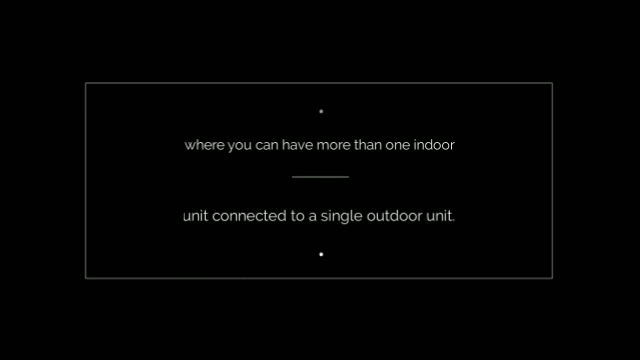 where you can have more than one indoor
unit connected to a single outdoor unit.